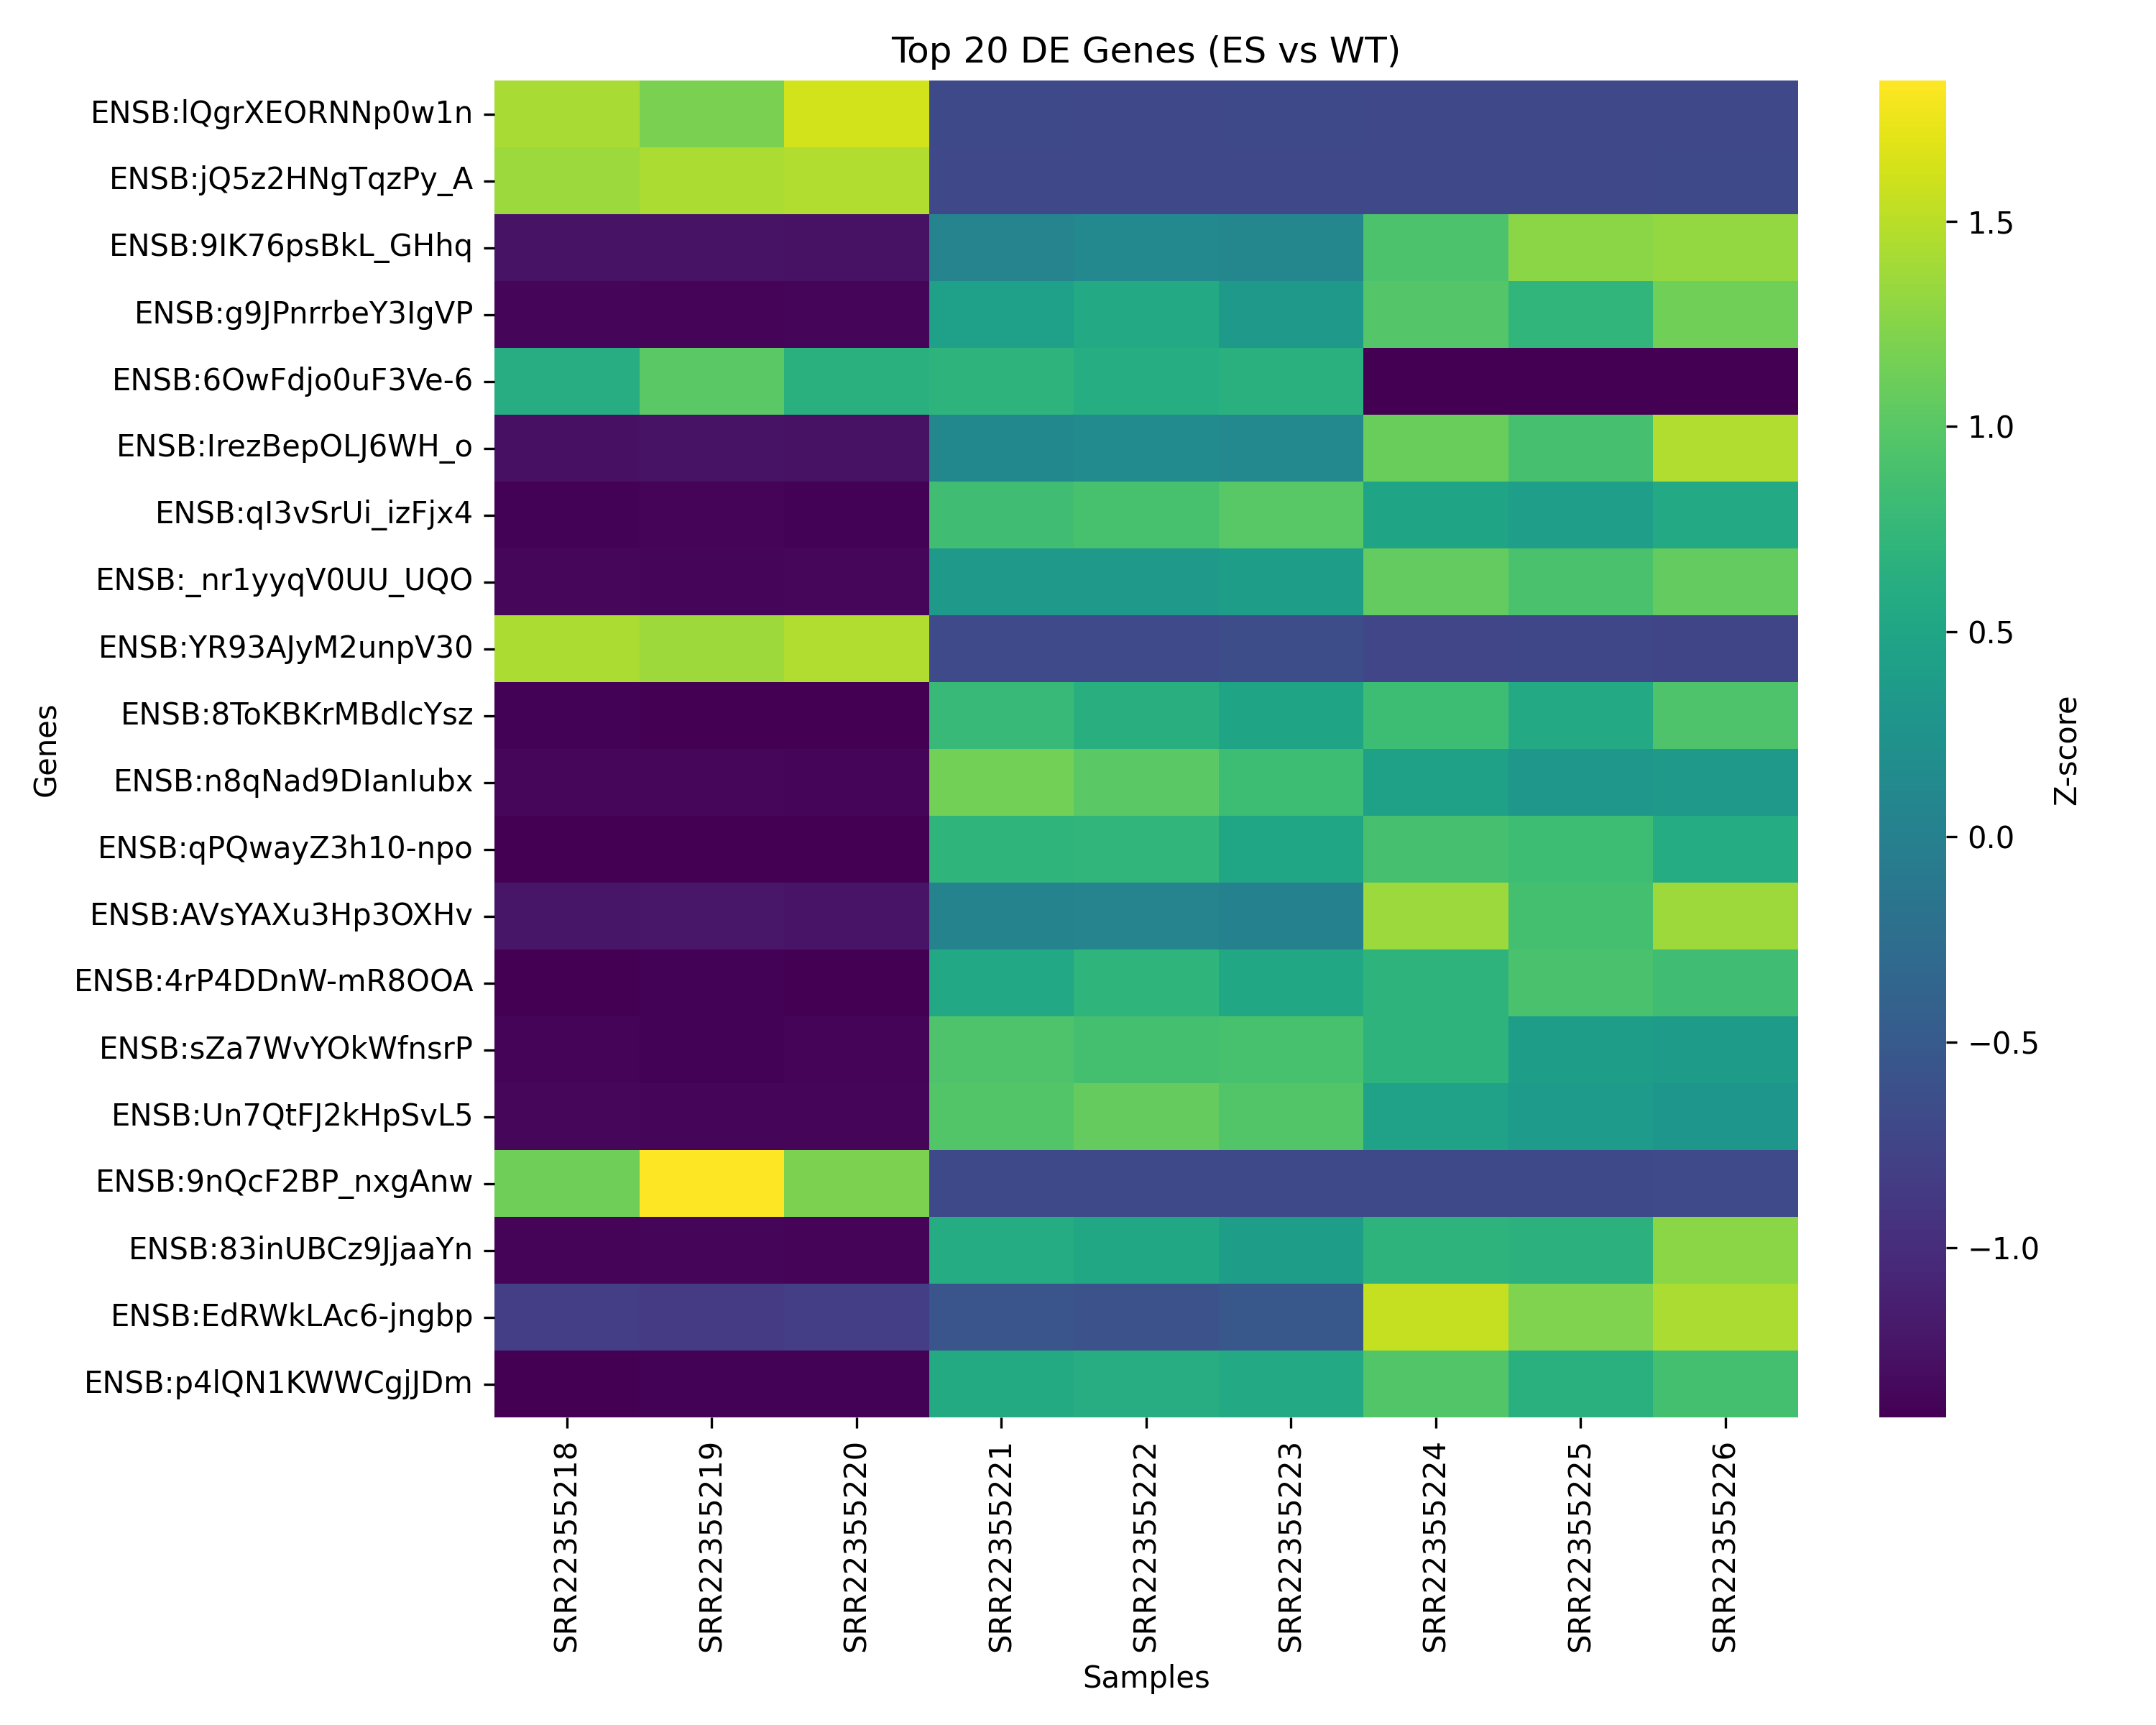 Top 20 DE Genes (ES vs WT)
ENSB:lQgrXEORNNp0w1n
ENSB:jQ5z2HNgTqzPy_A
ENSB:9lK76psBkL_GHhq
ENSB:g9JPnrrbeY3IgVP
ENSB:6OwFdjo0uF3Ve-6
ENSB:IrezBepOLJ6WH_o
ENSB:qI3vSrUi_izFjx4
ENSB:_nr1yyqV0UU_UQO
ENSB:YR93AJyM2unpV30
ENSB:8ToKBKrMBdlcYsz
ENSB:n8qNad9DIanIubx
ENSB:qPQwayZ3h10-npo
ENSB:AVsYAXu3Hp3OXHv
ENSB:4rP4DDnW-mR8OOA
ENSB:sZa7WvYOkWfnsrP
ENSB:Un7QtFJ2kHpSvL5
ENSB:9nQcF2BP_nxgAnw
ENSB:83inUBCz9JjaaYn
ENSB:EdRWkLAc6-jngbp
ENSB:p4lQN1KWWCgjJDm
Genes
SRR22355218
SRR22355219
SRR22355220
SRR22355221
SRR22355222
SRR22355223
SRR22355224
SRR22355225
SRR22355226
Samples
1.5
1.0
0.5
0.0
−0.5
−1.0
Z-score